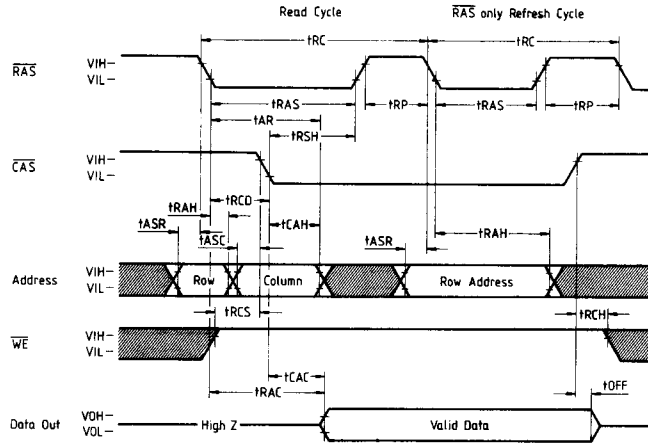 Read Cycle
RAS only Refresh Cycle
tRC
tRC
RAS
VIH
VIL
tRAS
tRP
tRAS
tRP
tAR
tRSH
CAS
VIH
VIL
tRAH
tRCD
tASR
tCAH
tASC
tASR
tRAH
Address
VIH
VIL
Row
Column
Row Address
tRCS
tRCH
WE
VIH
VIL
tCAC
tRAC
tOFF
Data Out
VOH
VOL
High Z
Valid Data